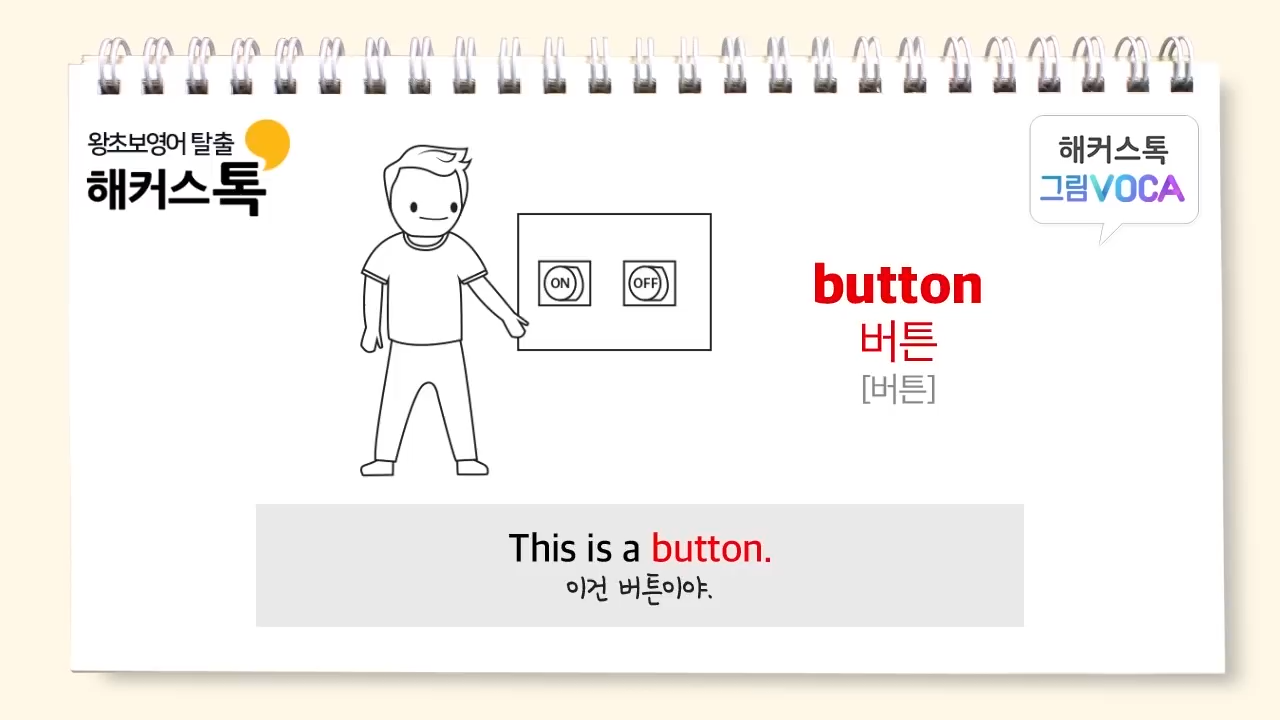 왕초보영어 탈출
해커스톡
해커스톡
그림VOCA
ON
OFF
button
버튼
[버튼]
This is a button.
이건 버튼이야.